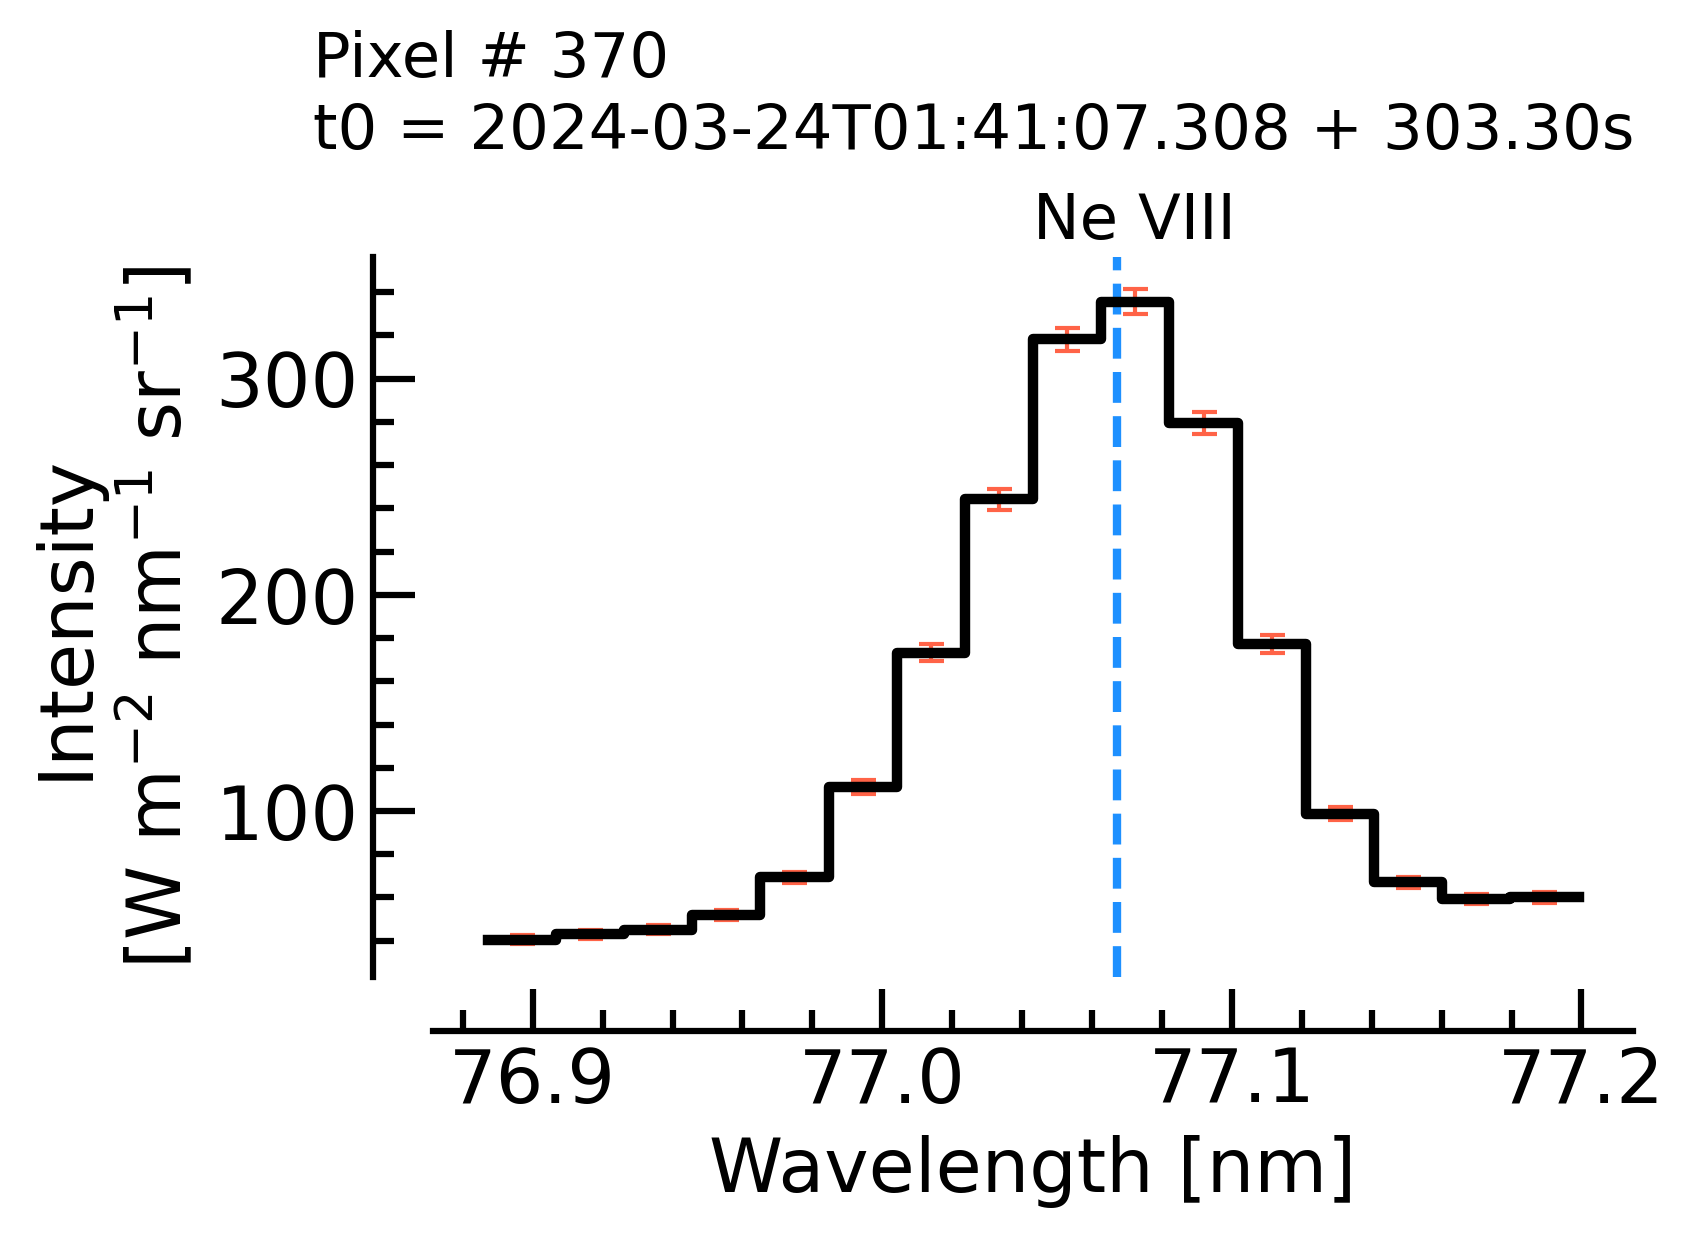 Pixel # 370
t0 = 2024-03-24T01:41:07.308 + 303.30s
Ne VIII
Intensity
[W m⁻² nm⁻¹ sr⁻¹]
300
200
100
76.9 77.0 77.1 77.2
Wavelength [nm]